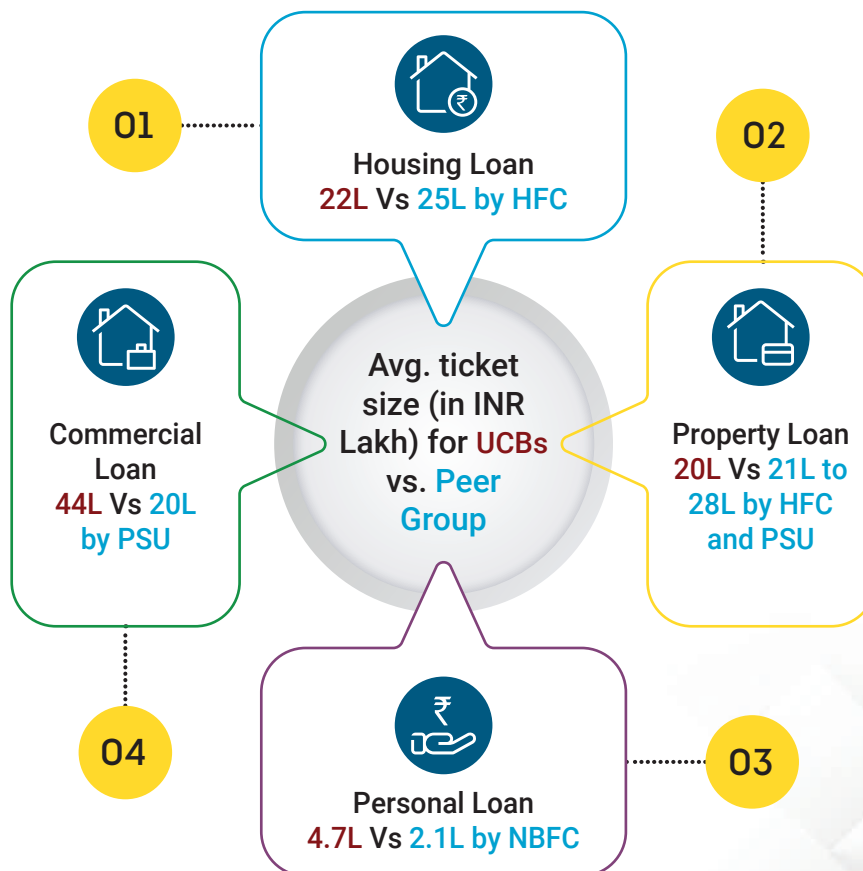 01
₹
Housing Loan
22L Vs 25L by HFC
02
Property Loan
20L Vs 21L to
28L by HFC
and PSU
Avg. ticket
size (in INR
Lakh) for UCBs
vs. Peer
Group
Commercial
Loan
44L Vs 20L
by PSU
03
₹
Personal Loan
4.7L Vs 2.1L by NBFC
04